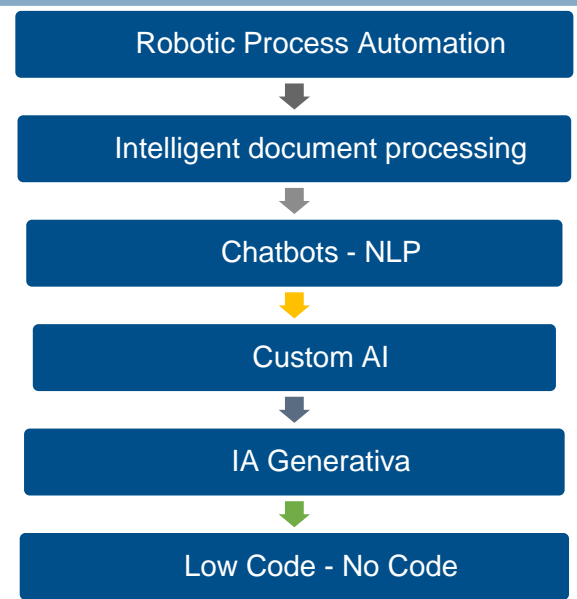 Robotic Process Automation
Intelligent document processing
Chatbots - NLP
Custom AI
IA Generativa
Low Code - No Code